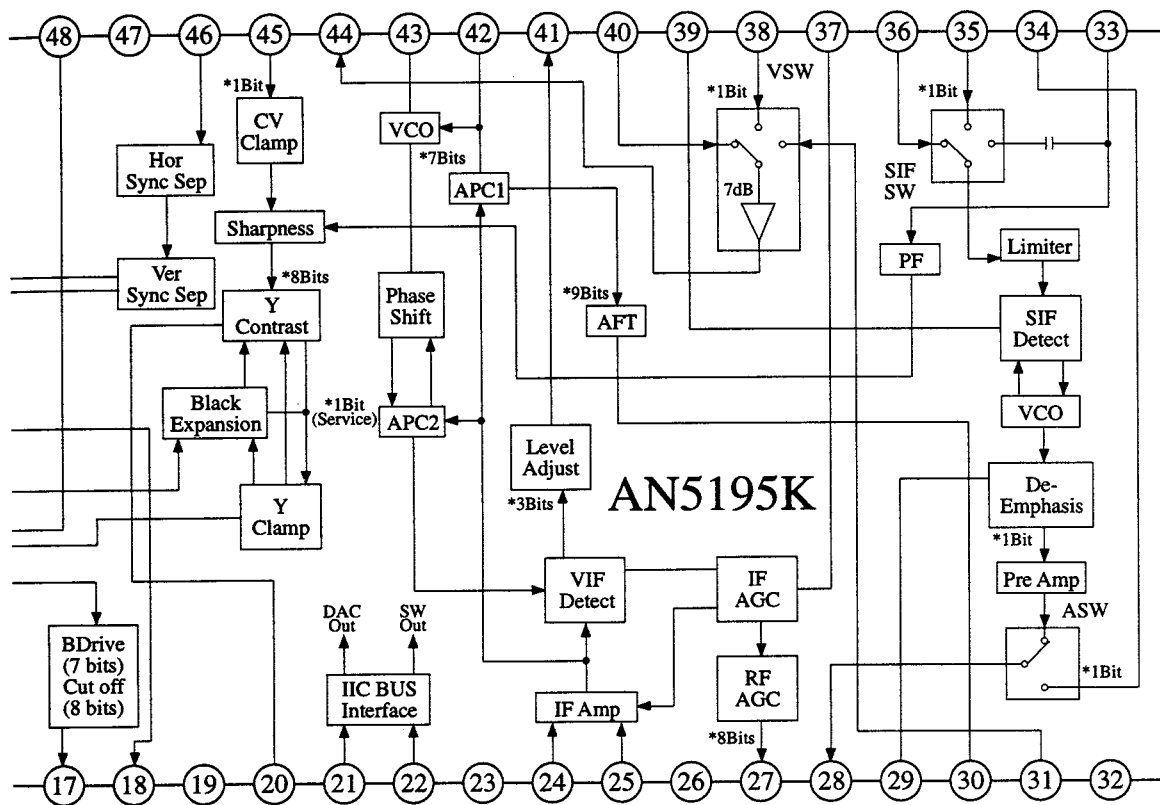 48 47 46 45 44 43 42 41 40 39 38 37 36 35 34 33
VSW
*1Bit
*1Bit
*1Bit
CV
Clamp
VCO
*7Bits
Hor
Sync Sep
APC1
7dB
SIF
SW
Sharpness
PF
Limiter
Ver
Sync Sep
*8Bits
Y
Contrast
Phase
Shift
*9Bits
AFT
SIF
Detect
Black
Expansion
*1Bit
(Service)
APC2
VCO
Level
Adjust
*3Bits
AN5195K
De-
Emphasis
Y
Clamp
*1Bit
VIF
Detect
IF
AGC
Pre Amp
ASW
DAC
Out
SW
Out
BDrive
(7 bits)
Cut off
(8 bits)
IIC BUS
Interface
IF Amp
RF
AGC
*8Bits
*1Bit
17 18 19 20 21 22 23 24 25 26 27 28 29 30 31 32